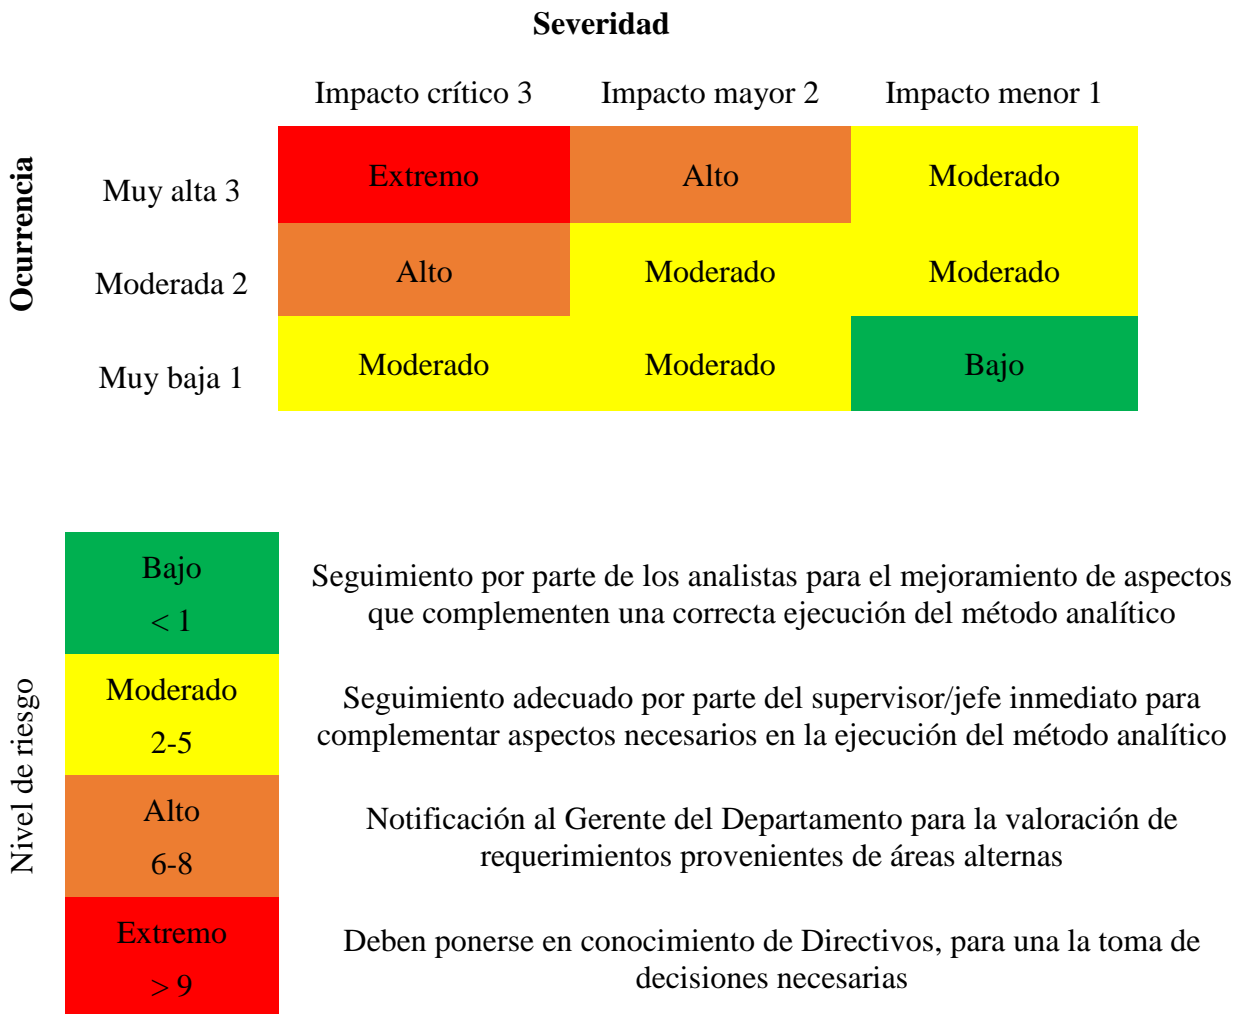 Severidad
Impacto crítico 3 Impacto mayor 2 Impacto menor 1
Ocurrencia
Muy alta 3 Extremo Alto Moderado
Moderada 2 Alto Moderado Moderado
Muy baja 1 Moderado Moderado Bajo
Nivel de riesgo
Bajo
< 1
Seguimiento por parte de los analistas para el mejoramiento de aspectos
que complementen una correcta ejecución del método analítico
Moderado
2-5
Seguimiento adecuado por parte del supervisor/jefe inmediato para
complementar aspectos necesarios en la ejecución del método analítico
Alto
6-8
Notificación al Gerente del Departamento para la valoración de
requerimientos provenientes de áreas alternas
Extremo
> 9
Deben ponerse en conocimiento de Directivos, para una la toma de
decisiones necesarias